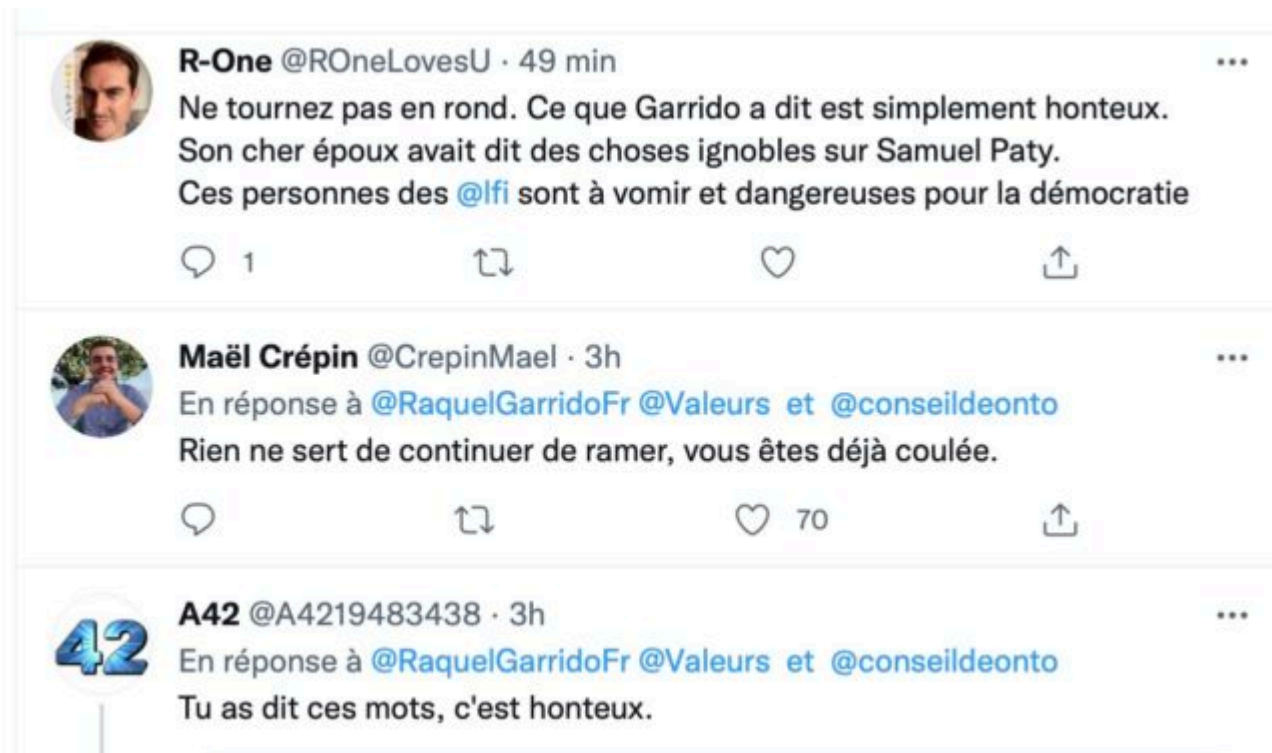 R-One @ROneLovesU · 49 min
Ne tournez pas en rond. Ce que Garrido a dit est simplement honteux.
Son cher époux avait dit des choses ignobles sur Samuel Paty.
Ces personnes des @lfi sont à vomir et dangereuses pour la démocratie
1
Maël Crépin @CrepinMael · 3h
En réponse à @RaquelGarridoFr @Valeurs et @conseildeonto
Rien ne sert de continuer de ramer, vous êtes déjà coulée.
70
42
A42 @A4219483438 · 3h
En réponse à @RaquelGarridoFr @Valeurs et @conseildeonto
Tu as dit ces mots, c'est honteux.